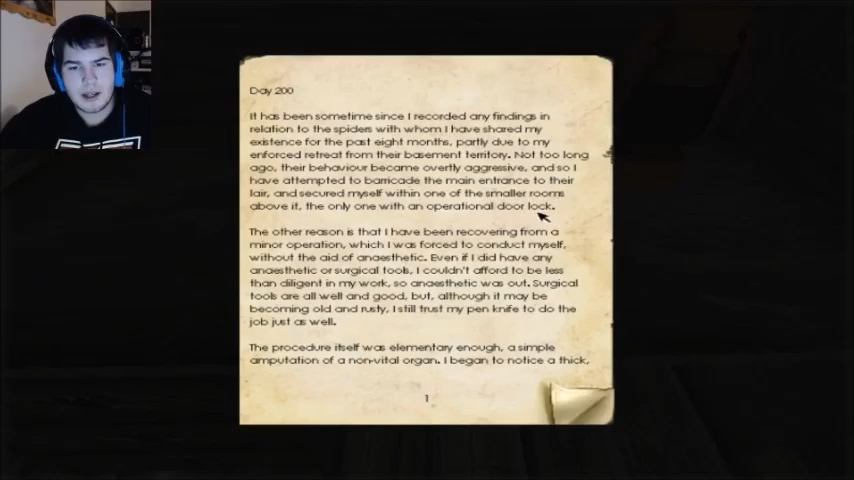 Day 200
It has been sometime since I recorded any findings in
relation to the spiders with whom I have shared my
existence for the past eight months, partly due to my
enforced retreat from their basement territory. Not too long
ago, their behaviour became overtly aggressive, and so I
have attempted to barricade the main entrance to their
lair, and secured myself within one of the smaller rooms
above it, the only one with an operational door lock.
The other reason is that I have been recovering from a
minor operation, which I was forced to conduct myself,
without the aid of anaesthetic. Even if I did have any
anaesthetic or surgical tools, I couldn't afford to be less
than diligent in my work, so anaesthetic was out. Surgical
tools are all well and good, but, although it may be
becoming old and rusty, I still trust my pen knife to do the
job just as well.
The procedure itself was elementary enough, a simple
amputation of a non-vital organ. I began to notice a thick,
1